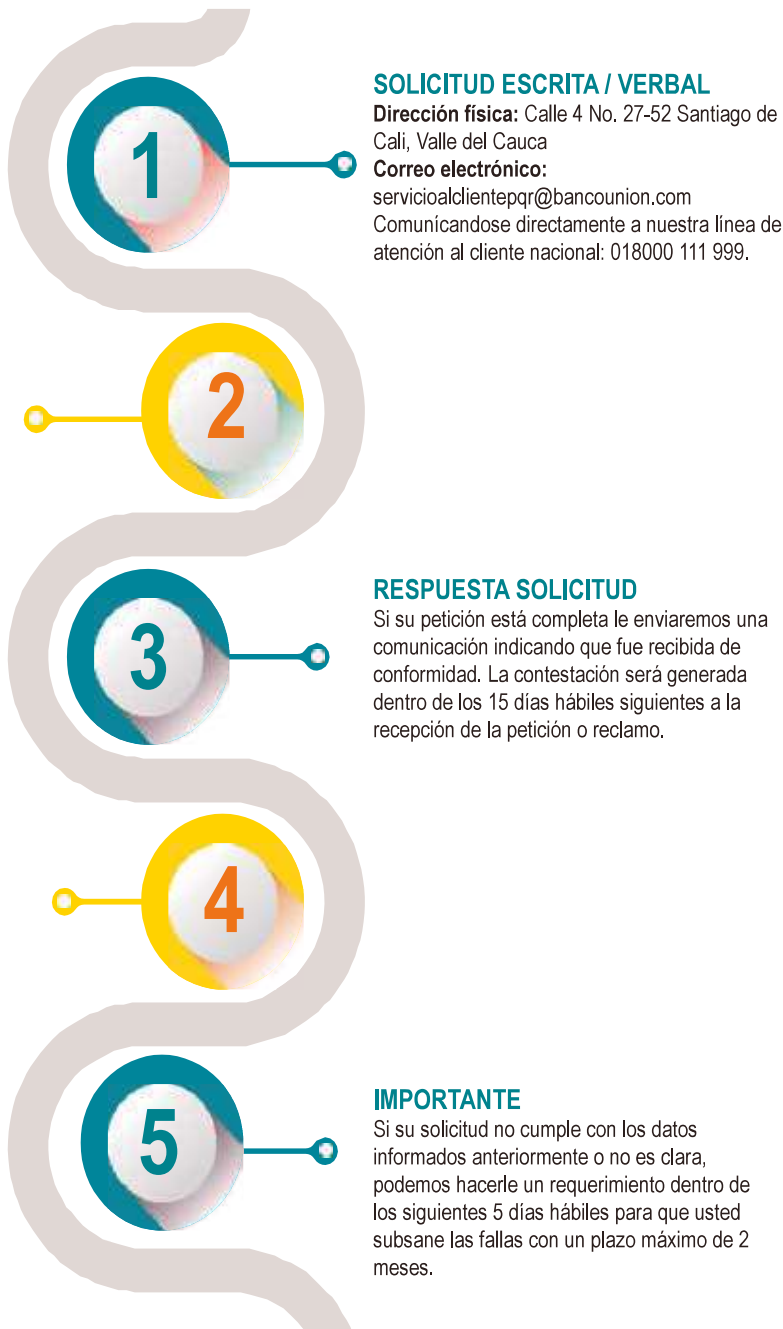 1
SOLICITUD ESCRITA / VERBAL
Dirección física: Calle 4 No. 27-52 Santiago de
Cali, Valle del Cauca
Correo electrónico:
servicioalclientepqr@bancounion.com
Comunícandose directamente a nuestra línea de
atención al cliente nacional: 018000 111 999.
2
3
RESPUESTA SOLICITUD
Si su petición está completa le enviaremos una
comunicación indicando que fue recibida de
conformidad. La contestación será generada
dentro de los 15 días hábiles siguientes a la
recepción de la petición o reclamo.
4
5
IMPORTANTE
Si su solicitud no cumple con los datos
informados anteriormente o no es clara,
podemos hacerle un requerimiento dentro de
los siguientes 5 días hábiles para que usted
subsane las fallas con un plazo máximo de 2
meses.